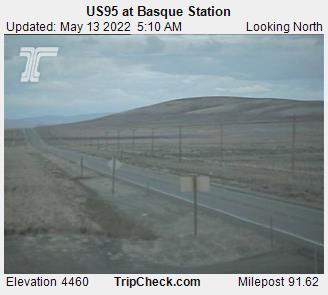 US95 at Basque Station
Updated: May 13 2022 5:10 AM Looking North
Elevation 4460 TripCheck.com Milepost 91.62